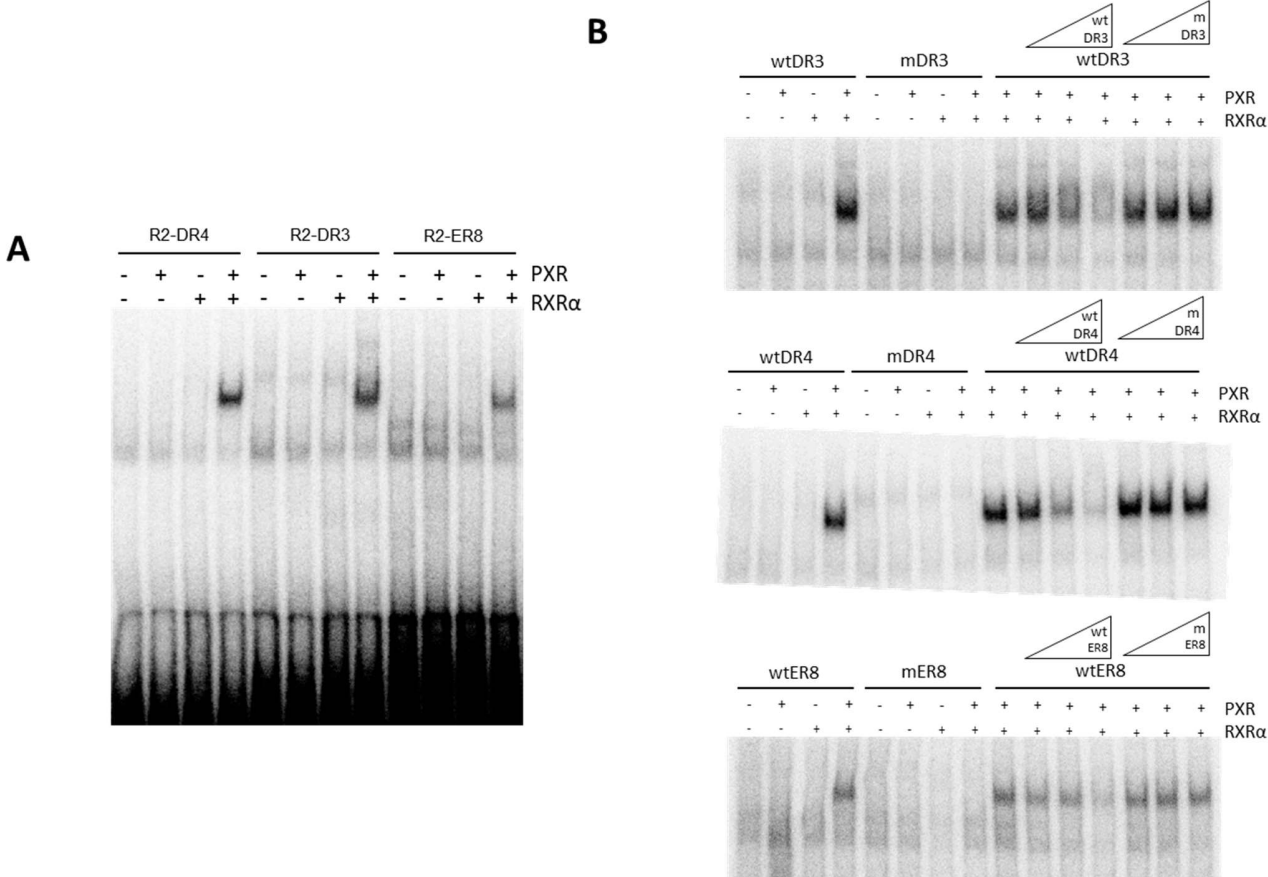 A
R2-DR4 R2-DR3 R2-ER8
- + - + - + - + - + - + PXR
- - + + - - + + - - + + RXRα
B
wt m
DR3 DR3
wtDR3 mDR3 wtDR3
- + - + - + - + + + + + + + + PXR
- - + + - - + + + + + + + + + RXRα
wt m
DR4 DR4
wtDR4 mDR4 wtDR4
- + - + - + - + + + + + + + + PXR
- - + + - - + + + + + + + + + RXRα
wt m
ER8 ER8
wtER8 mER8 wtER8
- + - + - + - + + + + + + + + PXR
- - + + - - + + + + + + + + + RXRα